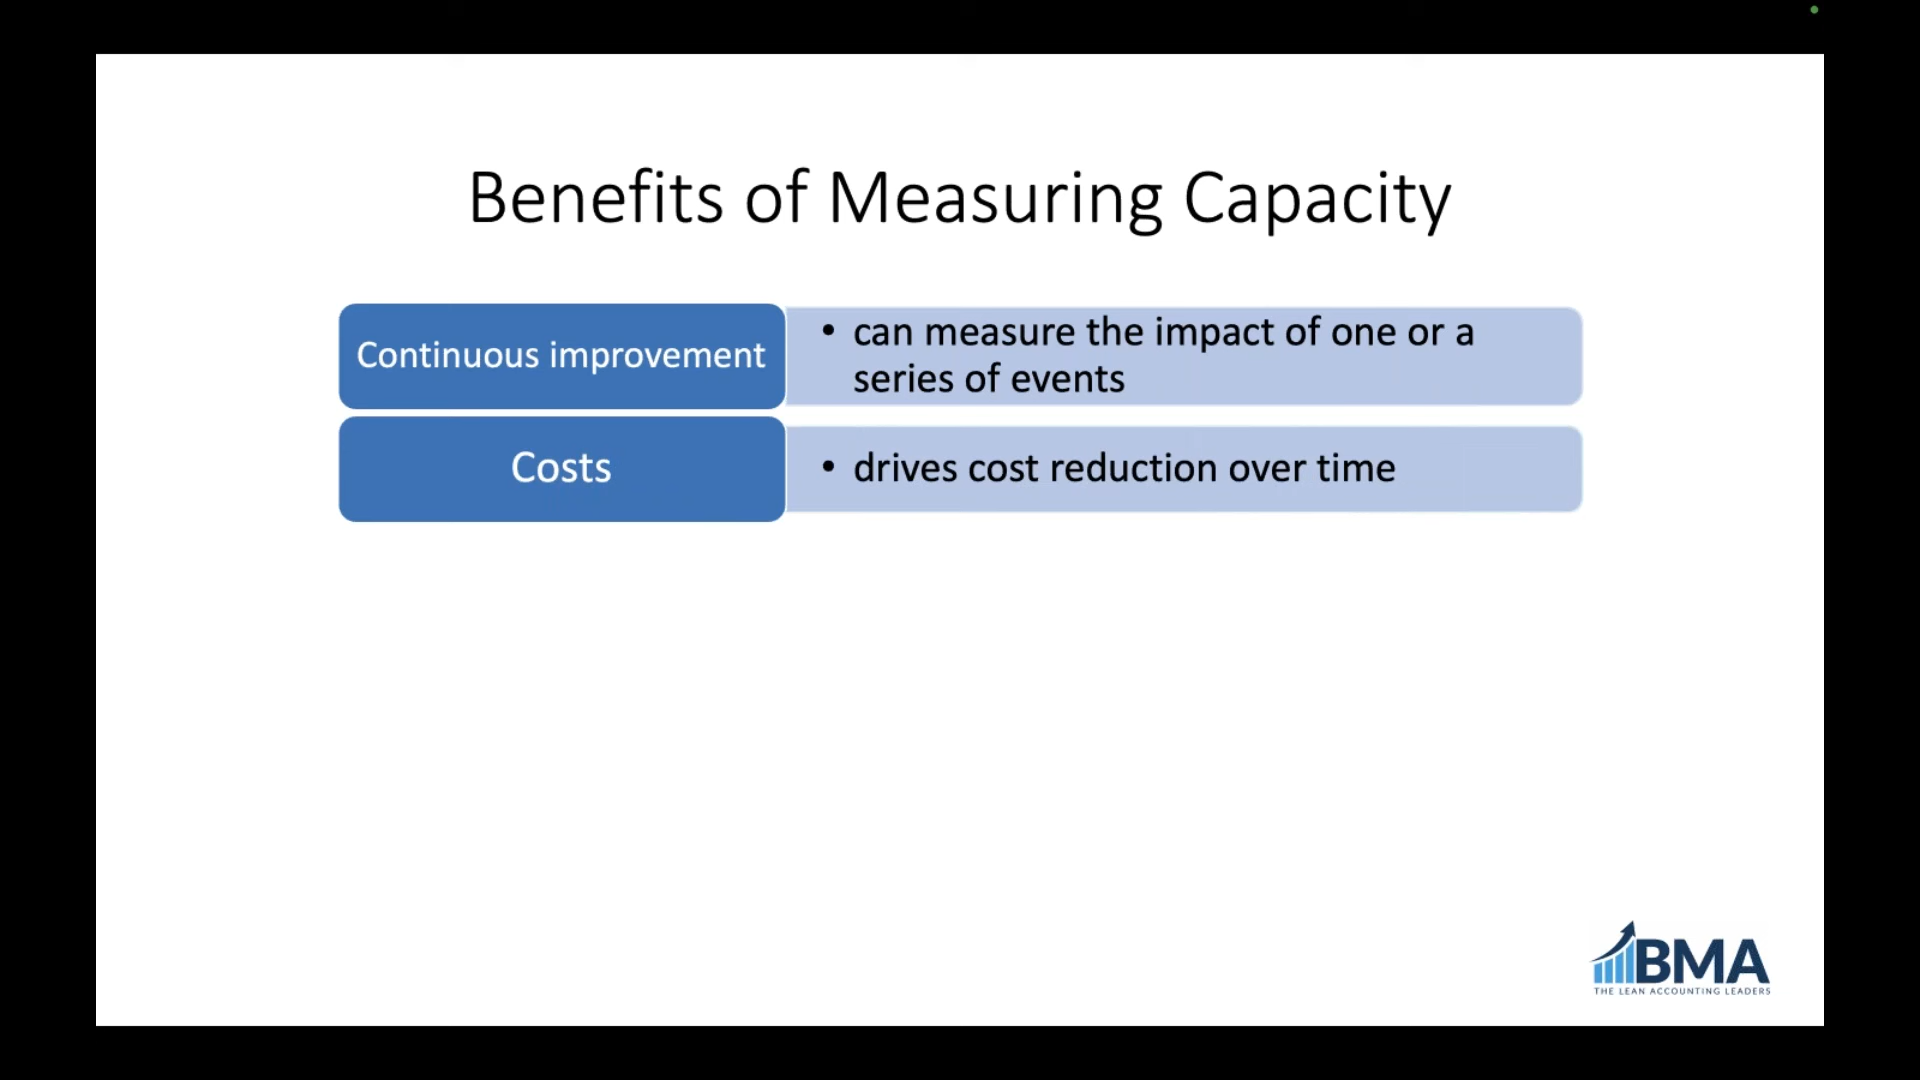 Benefits of Measuring Capacity
Continuous improvement
• can measure the impact of one or a
series of events
Costs
• drives cost reduction over time
BMA
THE LEAN ACCOUNTING LEADERS